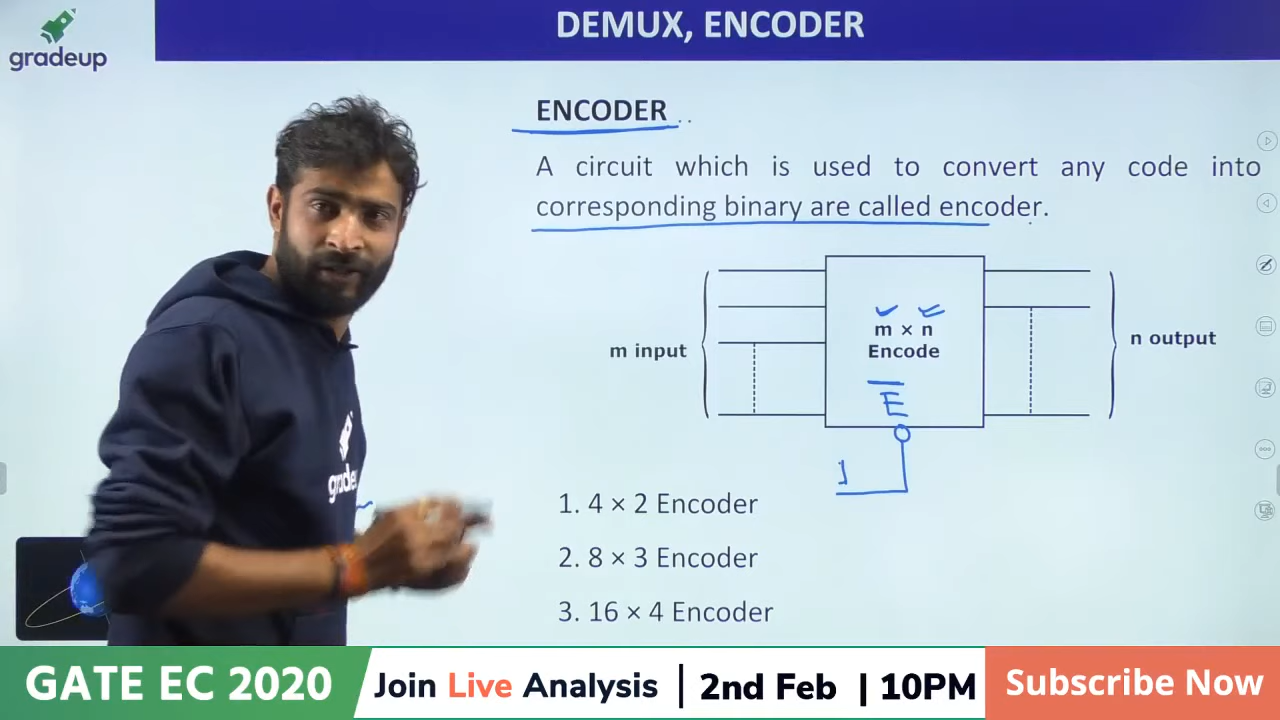 DEMUX, ENCODER
gradeup
ENCODER
A circuit which is used to convert any code into
corresponding binary are called encoder.
m × n
Encode
m input
n output
E
1
1. 4 × 2 Encoder
2. 8 × 3 Encoder
3. 16 × 4 Encoder
GATE EC 2020
Join Live Analysis | 2nd Feb | 10PM
Subscribe Now